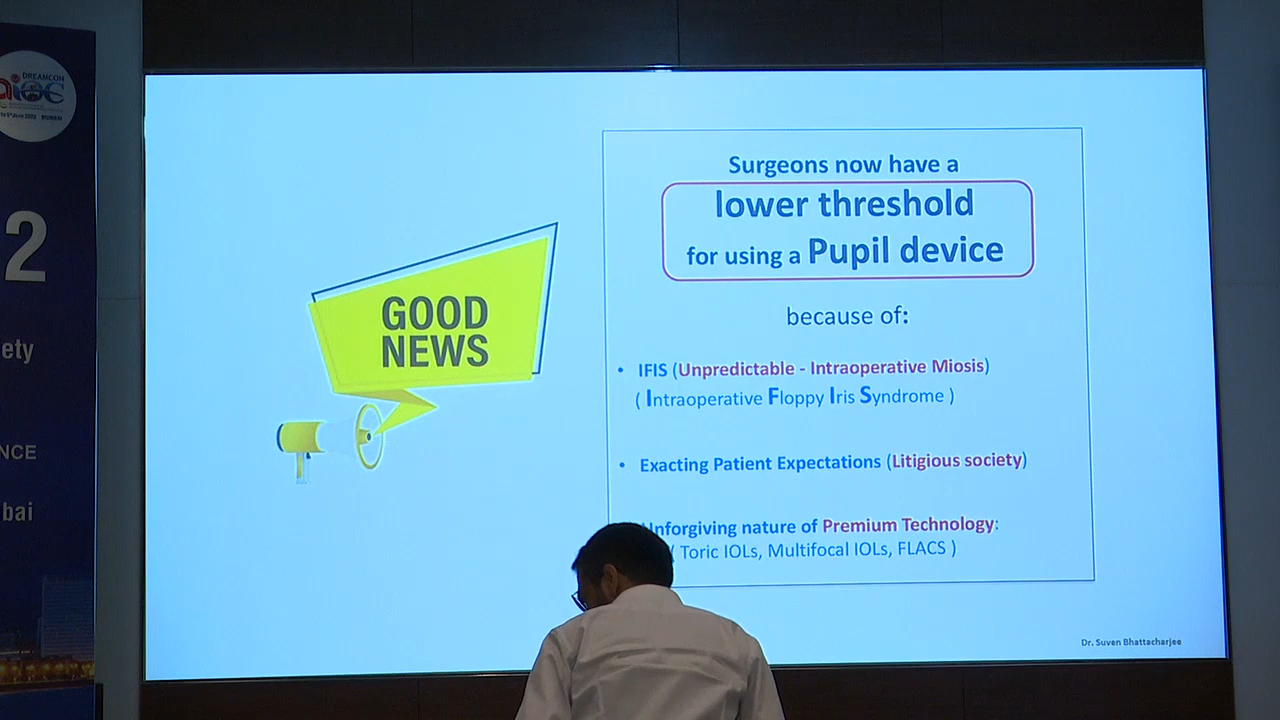 DREAMCON
aioc
2
ety
NCE
bai
GOOD
NEWS
Surgeons now have a
lower threshold
for using a Pupil device
because of:
• IFIS (Unpredictable - Intraoperative Miosis)
( Intraoperative Floppy Iris Syndrome )
• Exacting Patient Expectations (Litigious society)
Unforgiving nature of Premium Technology:
( Toric IOLs, Multifocal IOLs, FLACS )
Dr. Suven Bhattacharjee